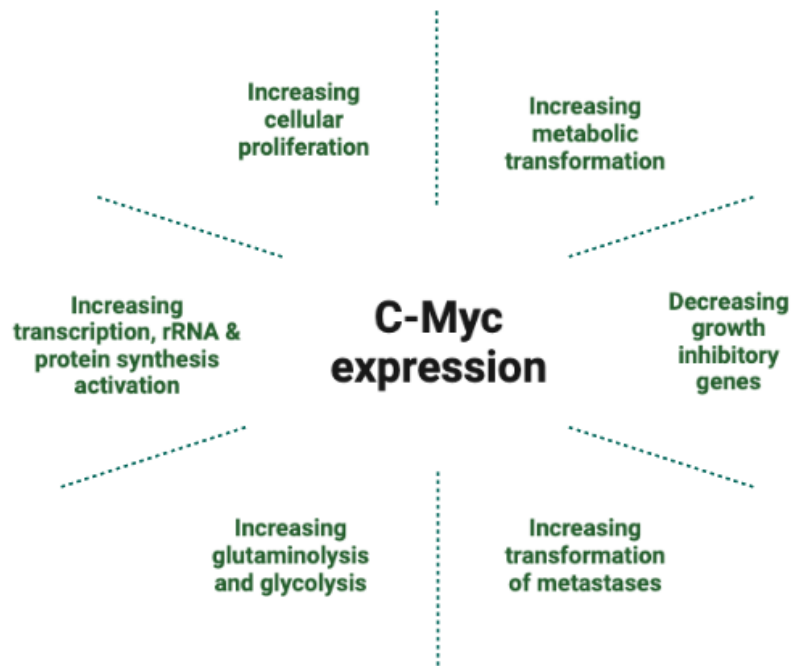 Increasing
cellular
proliferation
Increasing
metabolic
transformation
Increasing
transcription, rRNA &
protein synthesis
activation
C-Myc
expression
Decreasing
growth
inhibitory
genes
Increasing
glutaminolysis
and glycolysis
Increasing
transformation
of metastases